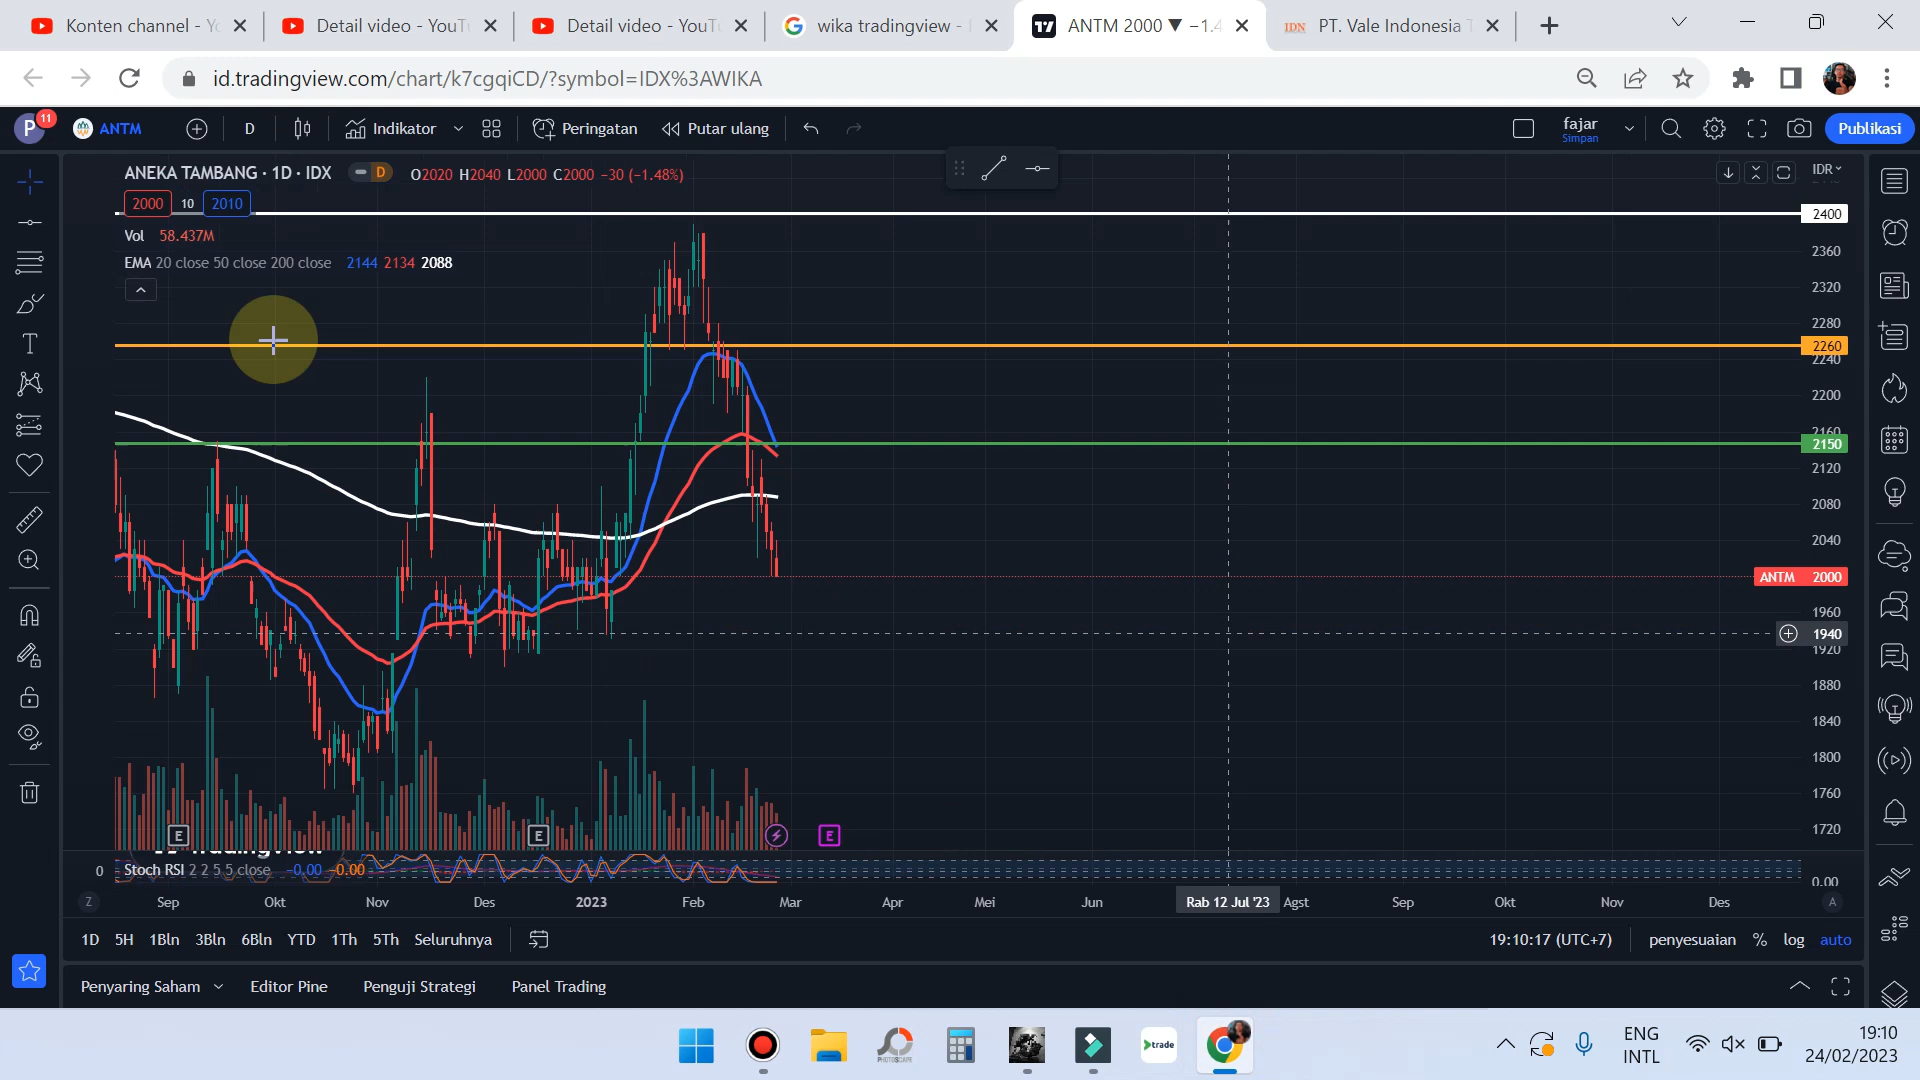 Konten channel - Yo
Detail video - YouTu
Detail video - YouTu
wika tradingview -
ANTM 2000 ▼ −1.4
IDN
PT. Vale Indonesia T
id.tradingview.com/chart/k7cgqiCD/?symbol=IDX%3AWIKA
P
11
ANTM
D
Indikator
Peringatan
Putar ulang
fajar
Simpan
Publikasi
ANEKA TAMBANG · 1D · IDX
D
O2020 H2040 L2000 C2000 −30 (−1.48%)
IDR
2000
10
2010
2400
Vol 58.437M
2360
EMA 20 close 50 close 200 close 2144 2134 2088
2320
2280
2260
2240
2200
2160
2150
2120
2080
2040
ANTM 2000
1960
1940
1920
1880
1840
1800
1760
1720
E
E
E
TradingView
0
Stoch RSI 2 2 5 5 close −0.00 −0.00
0.00
Z
Sep
Okt
Nov
Des
2023
Feb
Mar
Apr
Mei
Jun
Rab 12 Jul '23
Agst
Sep
Okt
Nov
Des
A
1D 5H 1Bln 3Bln 6Bln YTD 1Th 5Th Seluruhnya
19:10:17 (UTC+7)
penyesuaian % log auto
Penyaring Saham
Editor Pine
Penguji Strategi
Panel Trading
PHOTOSCAPE
trade
ENG
INTL
19:10
24/02/2023